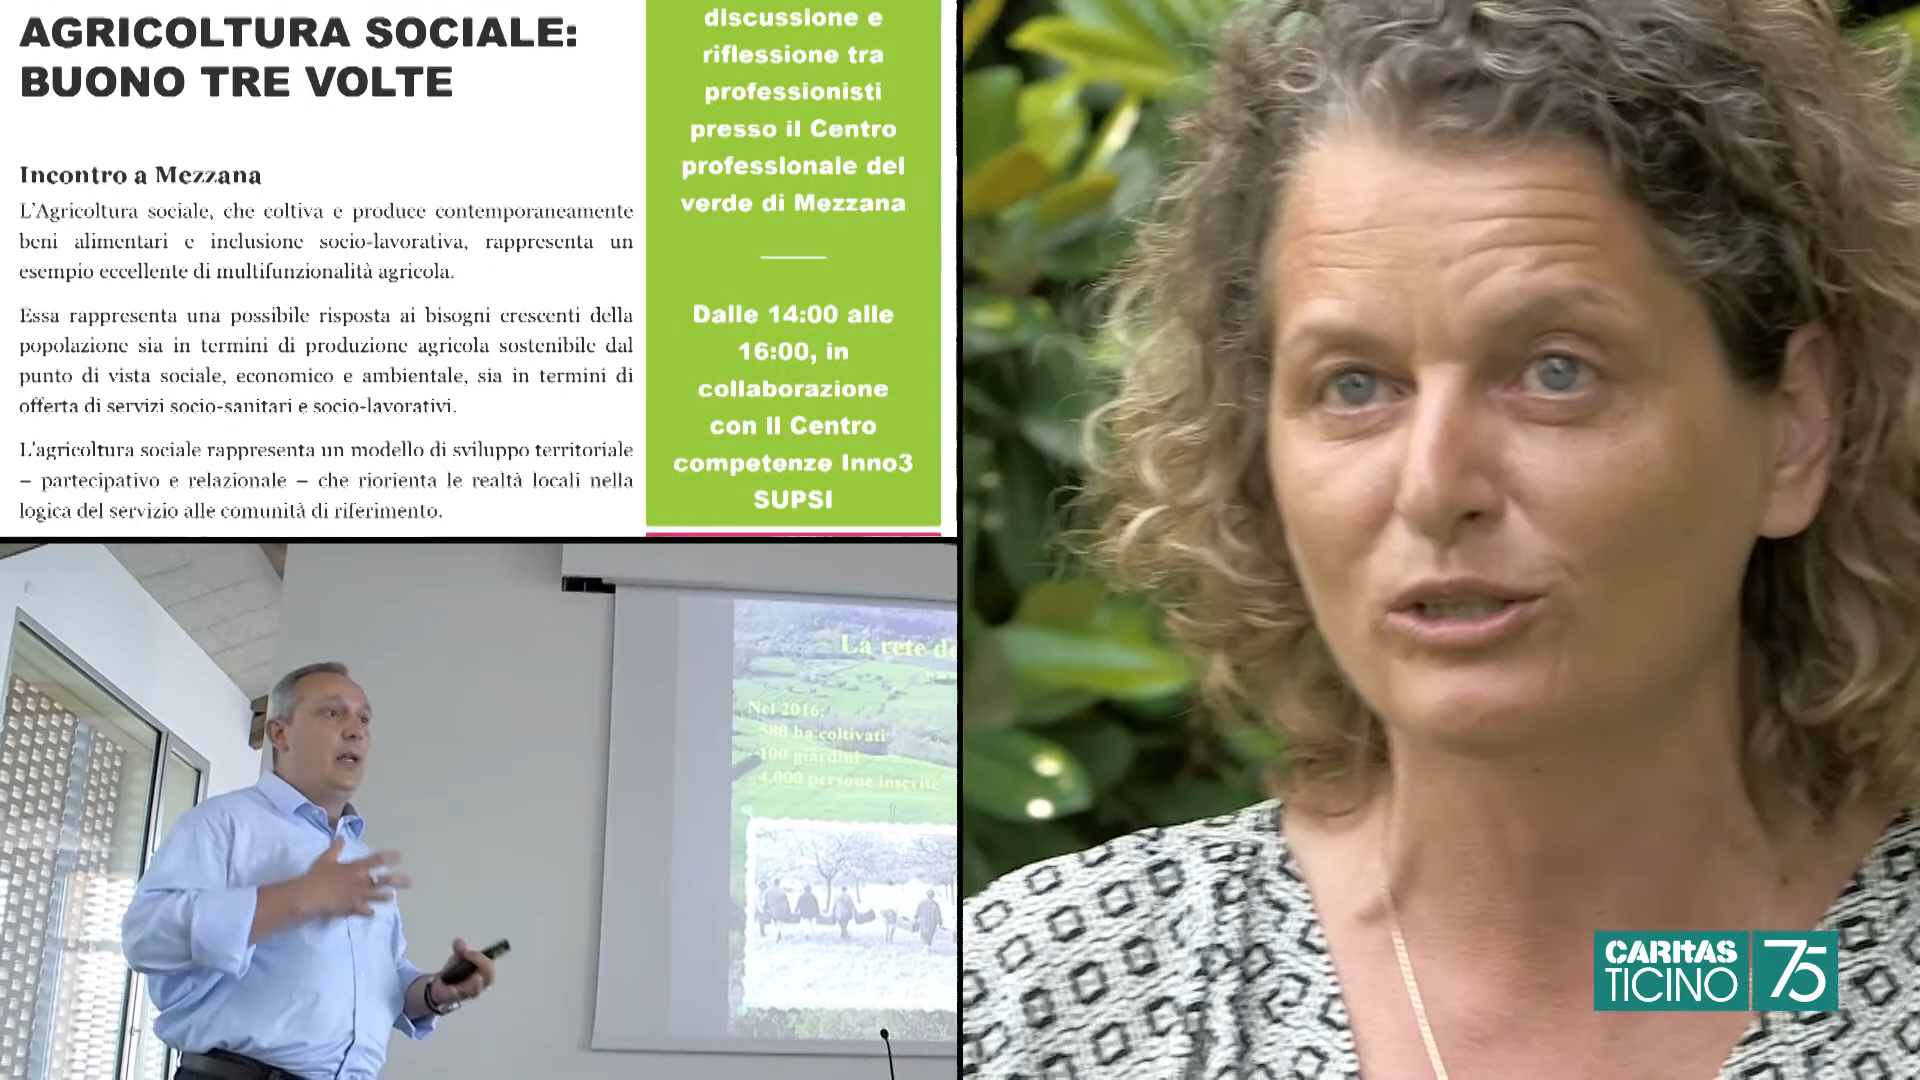 AGRICOLTURA SOCIALE:
BUONO TRE VOLTE
Incontro a Mezzana
L'Agricoltura sociale, che coltiva e produce contemporaneamente
beni alimentari e inclusione socio-lavorativa, rappresenta un
esempio eccellente di multifunzionalità agricola.
Essa rappresenta una possibile risposta ai bisogni crescenti della
popolazione sia in termini di produzione agricola sostenibile dal
punto di vista sociale, economico e ambientale, sia in termini di
offerta di servizi socio-sanitari e socio-lavorativi.
L'agricoltura sociale rappresenta un modello di sviluppo territoriale
– partecipativo e relazionale – che riorienta le realtà locali nella
logica del servizio alle comunità di riferimento.
discussione e
riflessione tra
professionisti
presso il Centro
professionale del
verde di Mezzana
Dalle 14:00 alle
16:00, in
collaborazione
con Il Centro
competenze Inno3
SUPSI
La rete de
Nel 2016:
- 580 ha coltivati
- 100 giardini
- 4.000 persone inserite
CARITAS
TICINO
75